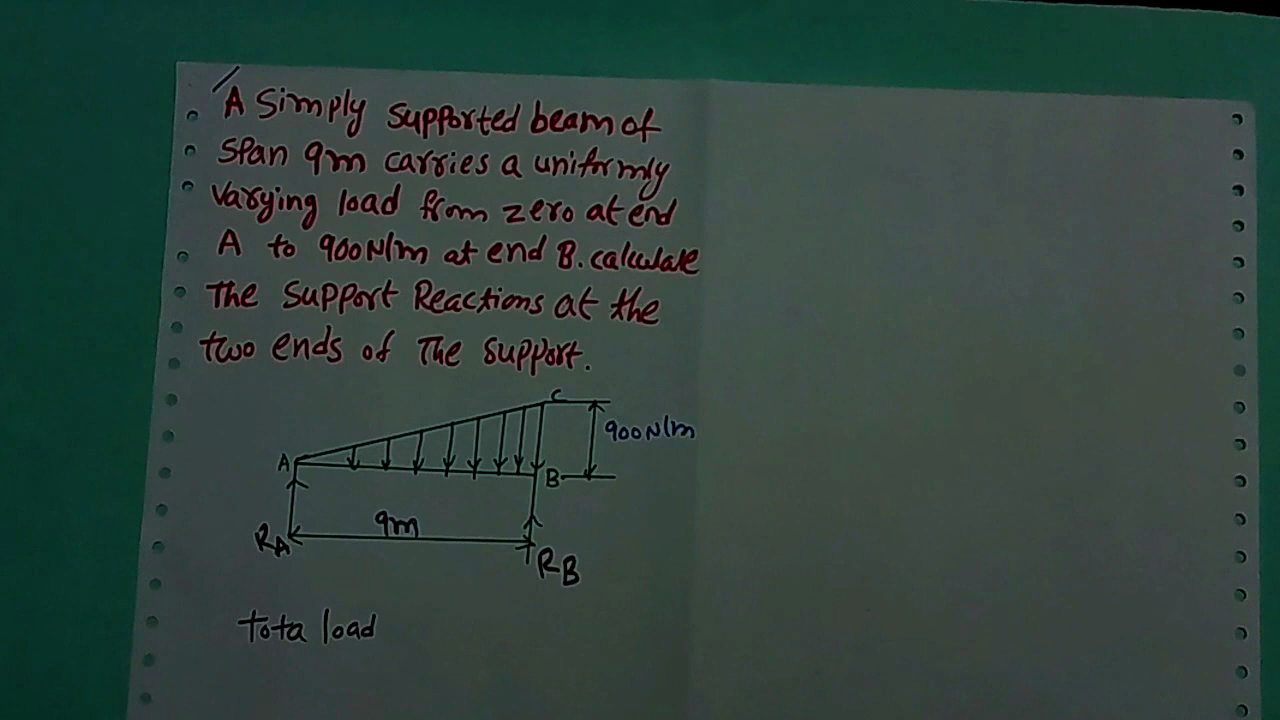 A Simply Supported beam of
Span 9m carries a uniformly
Varying load from zero at end
A to 900N/m at end B. calculate
The Support Reactions at the
two ends of The Support.
C
900N/m
A
B
9m
RA
RB
Tota load